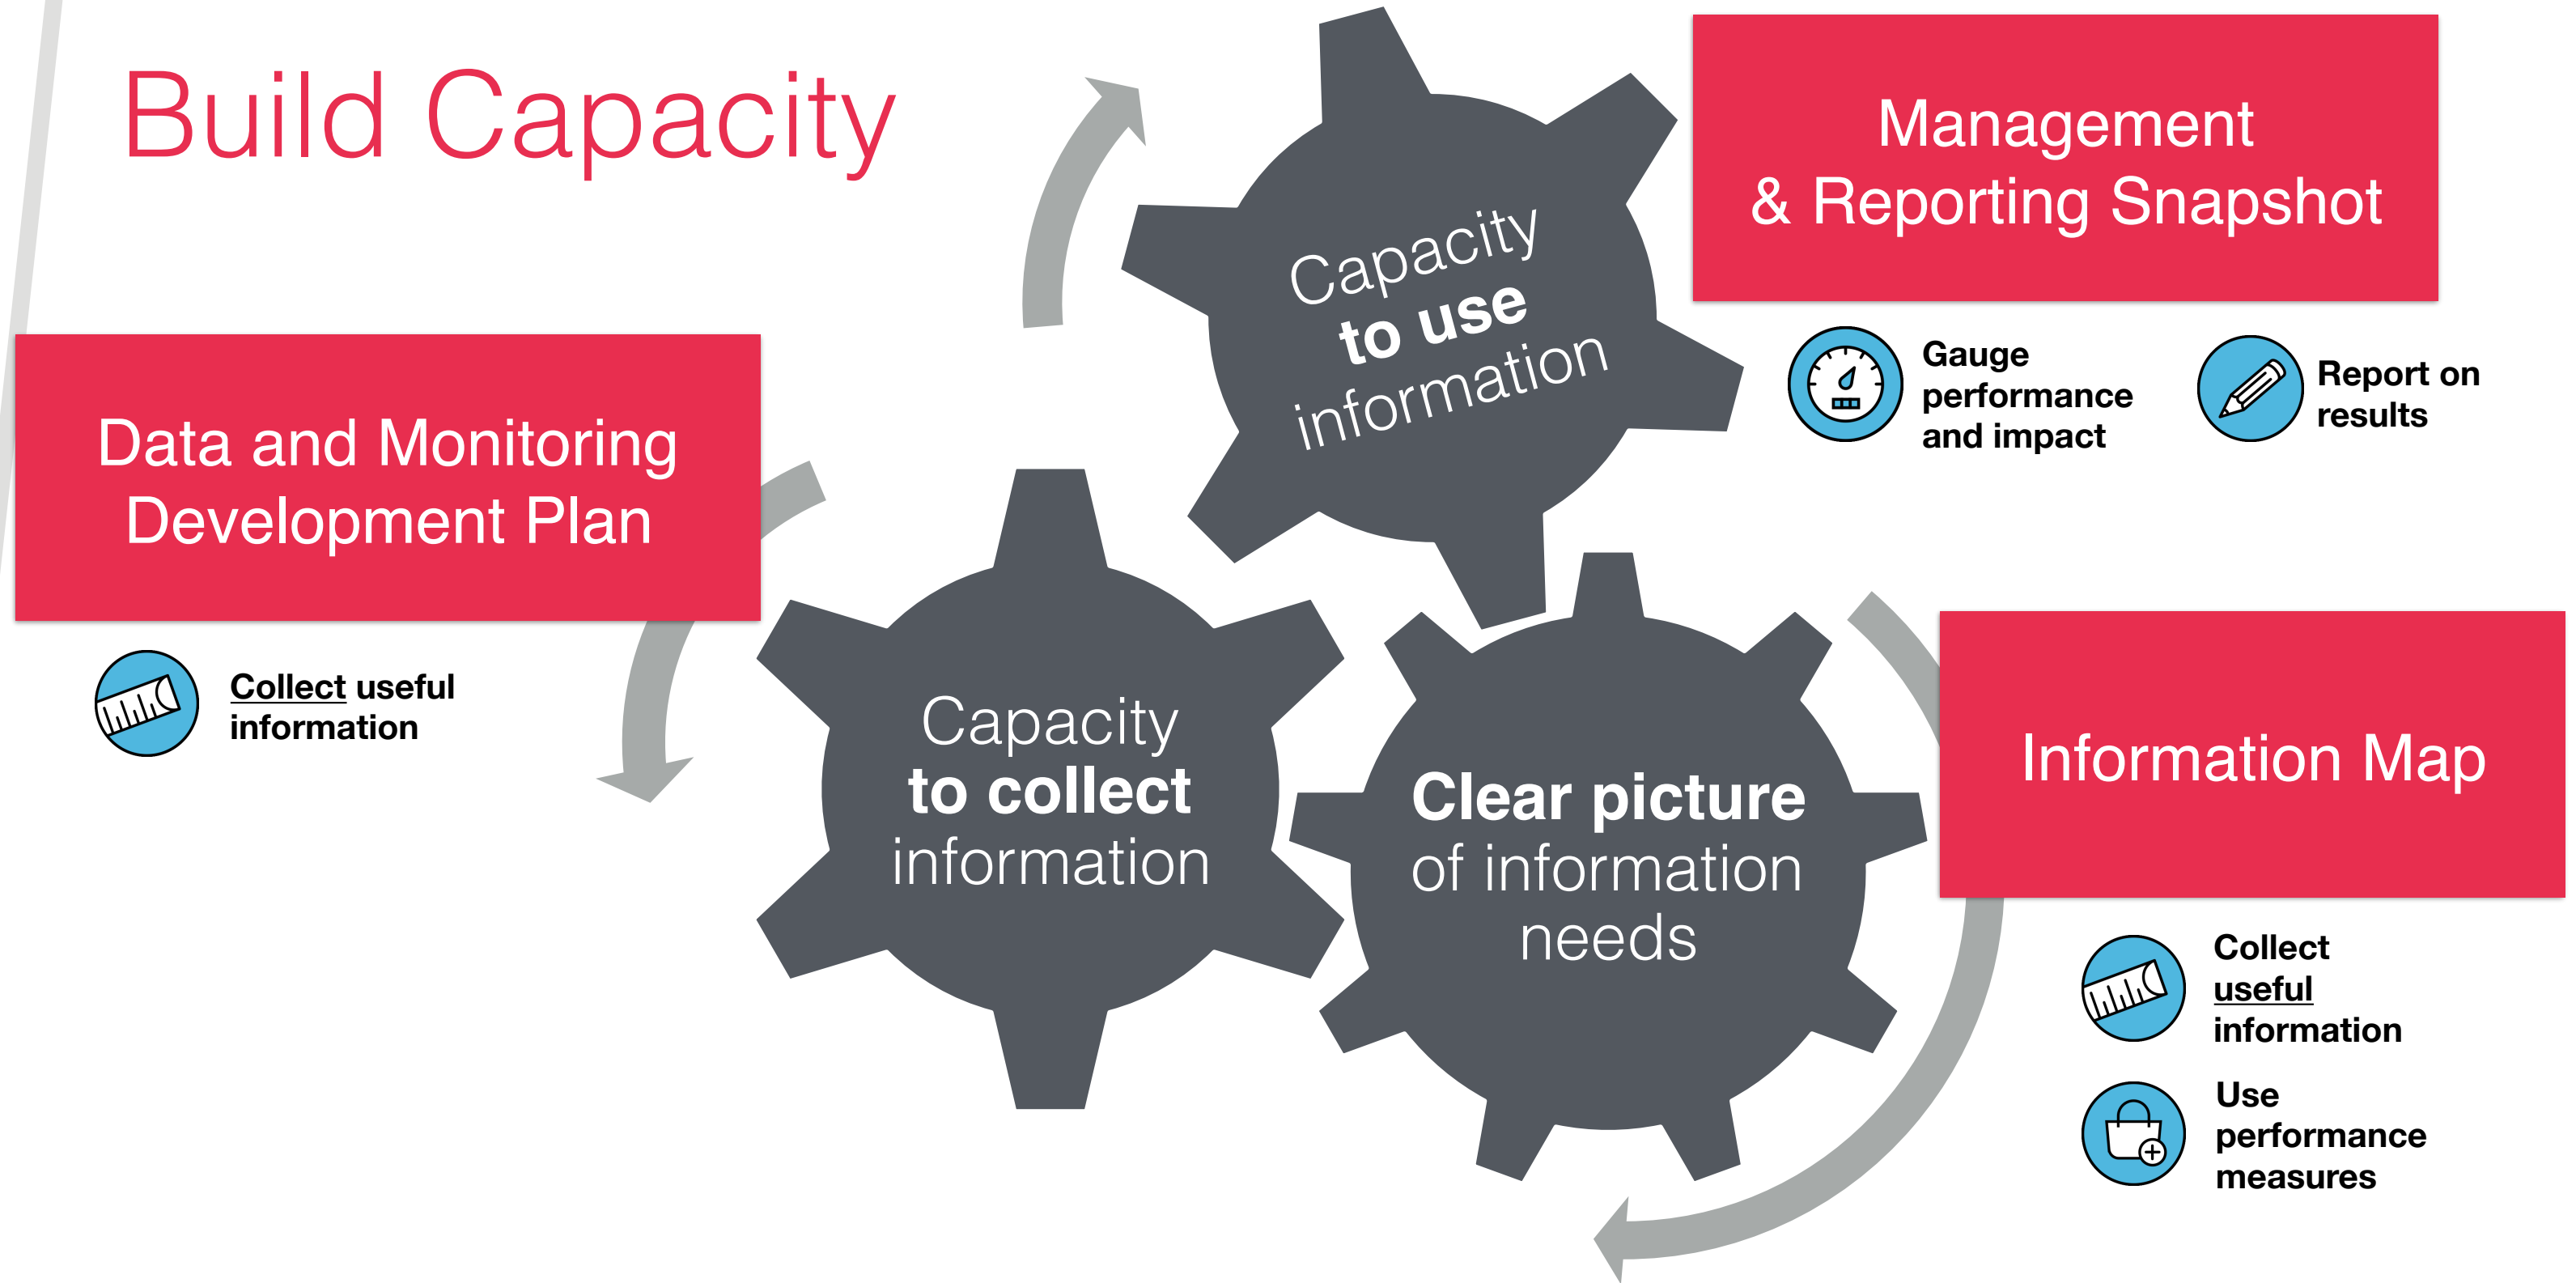 Build Capacity
Management
& Reporting Snapshot
Capacity
to use
information
Gauge
performance
and impact
Report on
results
Data and Monitoring
Development Plan
Collect useful
information
Capacity
to collect
information
Clear picture
of information
needs
Information Map
Collect
useful
information
Use
performance
measures